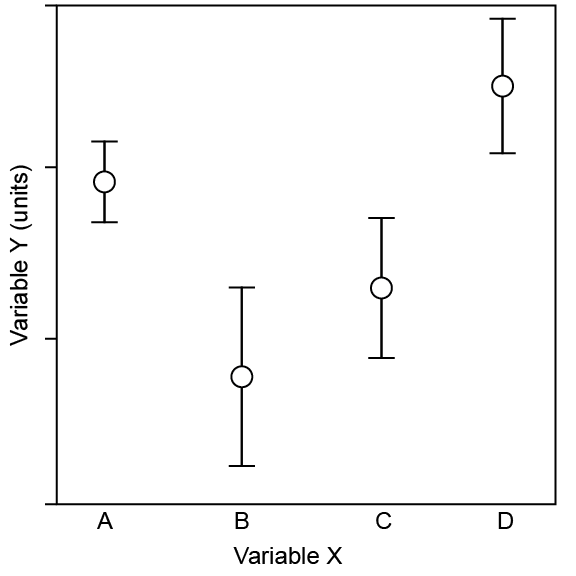 Variable Y (units)
A B C D
Variable X